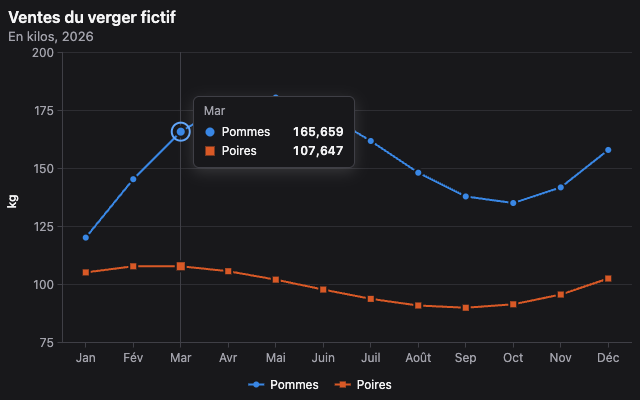 Ventes du verger fictif
En kilos, 2026
200
175
150
125
100
75
kg
Mar
Pommes 165,659
Poires 107,647
Jan Fév Mar Avr Mai Juin Juil Août Sep Oct Nov Déc
Pommes Poires